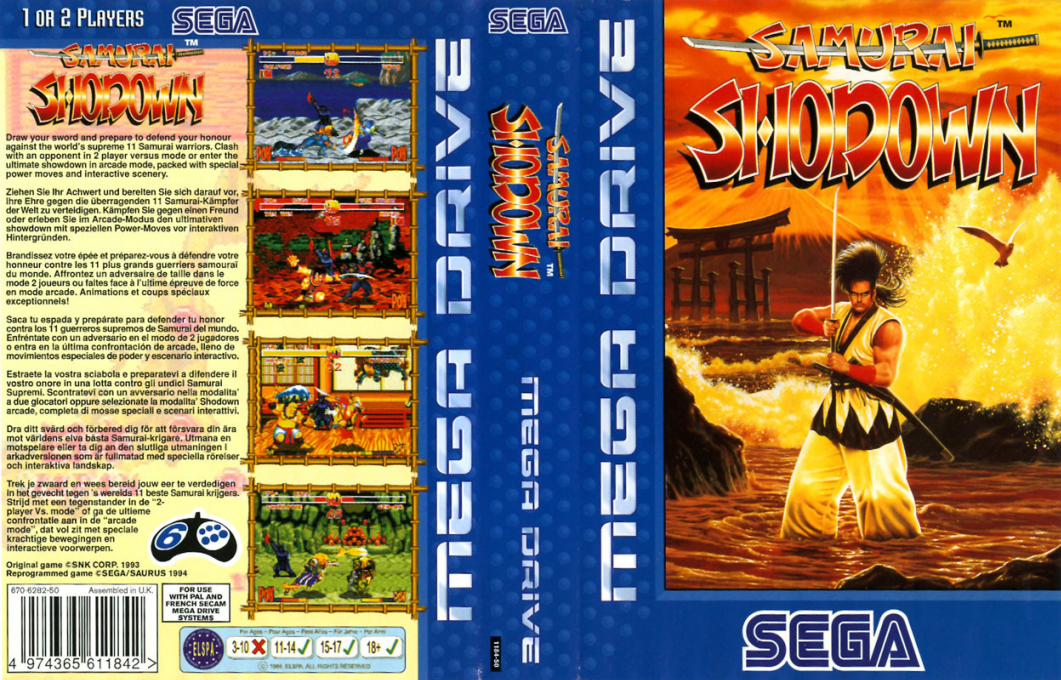 1 OR 2 PLAYERS
SEGA
TM
SAMURAI
SHODOWN
Draw your sword and prepare to defend your honour
against the world's supreme 11 Samurai warriors. Clash
with an opponent in 2 player versus mode or enter the
ultimate showdown in arcade mode, packed with special
power moves and interactive scenery.
Ziehen Sie Ihr Achwert und bereiten Sie sich darauf vor,
Ihre Ehre gegen die überragenden 11 Samurai-Kämpfer
der Welt zu verteidigen. Kämpfen Sie gegen einen Freund
oder erleben Sie im Arcade-Modus den ultimativen
showdown mit speziellen Power-Moves vor interaktiven
Hintergründen.
Brandissez votre épée et préparez-vous à défendre votre
honneur contre les 11 plus grands guerriers samouraï
du monde. Affrontez un adversaire de taille dans le
mode 2 joueurs ou faites face à l'ultime épreuve de force
en mode arcade. Animations et coups spéciaux
exceptionnels!
Saca tu espada y prepárate para defender tu honor
contra los 11 guerreros supremos de Samurai del mundo.
Enfréntate con un adversario en el modo de 2 jugadores
o entra en la última confrontación de arcade, lleno de
movimientos especiales de poder y escenario interactivo.
Estraete la vostra sciabola e preparatevi a difendere il
vostro onore in una lotta contro gli undici Samurai
Supremi. Scontratevi con un avversario nella modalita'
a due giocatori oppure selezionate la modalita' Shodown
arcade, completa di mosse speciali e scenari interattivi.
Dra ditt svärd och förbered dig för att försvara din ära
mot världens elva bästa Samurai-krigare. Utmana en
motspelare eller ta dig an den slutliga utmaningen i
arkadversionen som är fullmatad med speciella rörelser
och interaktiva landskap.
Trek je zwaard en wees bereid jouw eer te verdedigen
in het gevecht tegen 's werelds 11 beste Samurai krijgers.
Strijd met een tegenstander in de "2-
player Vs. mode" of ga de ultieme
confrontatie aan in de "arcade
mode", dat vol zit met speciale
krachtige bewegingen en
interactieve voorwerpen.
6
Original game ©SNK CORP. 1993
Reprogrammed game ©SEGA/SAURUS 1994
670-6282-50 Assembled in U.K.
4 974365 611842 >
FOR USE
WITH PAL AND
FRENCH SECAM
MEGA DRIVE
SYSTEMS
ELSPA
For Ages – Pour Ages – Para Años – Für Jahre – Per Anni
3-10 11-14 15-17 18+
© 1994, ELSPA, ALL RIGHTS RESERVED
MEGA DRIVE
SEGA
SAMURAI
SHODOWN
TM
MEGA DRIVE
1184-50
MEGA DRIVE
SAMURAI
TM
SHODOWN
SEGA